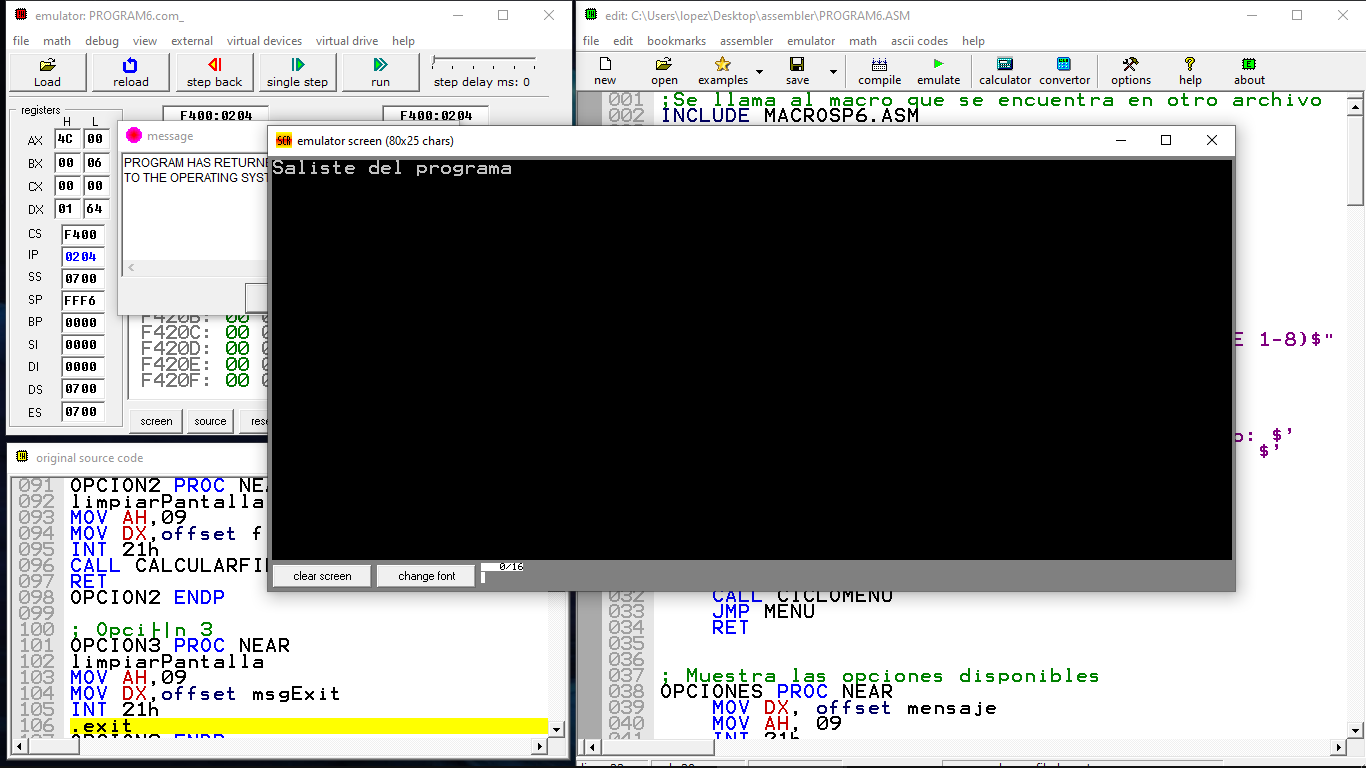 emulator: PROGRAM6.com_
file math debug view external virtual devices virtual drive help
Load reload step back single step run step delay ms: 0
registers
H L
F400:0204 F400:0204
AX 4C 00
BX 00 06
CX 00 00
DX 01 64
CS F400
IP 0204
SS 0700
SP FFF6
BP 0000
SI 0000
DI 0000
DS 0700
ES 0700
message
PROGRAM HAS RETURNE
TO THE OPERATING SYST
F420B: 00 0
F420C: 00 0
F420D: 00 0
F420E: 00 0
F420F: 00 0
screen source rese
edit: C:\Users\lopez\Desktop\assembler\PROGRAM6.ASM
file edit bookmarks assembler emulator math ascii codes help
new open examples save compile emulate calculator convertor options help about
001 ;Se llama al macro que se encuentra en otro archivo
002 INCLUDE MACROSP6.ASM
E 1-8)$"
o: $'
$'
032 CALL CICLOMENU
033 JMP MENU
034 RET
035
036
037 ; Muestra las opciones disponibles
038 OPCIONES PROC NEAR
039 MOV DX, offset mensaje
040 MOV AH, 09
041 INT 21h
emulator screen (80x25 chars)
Saliste del programa
clear screen change font 0/16
original source code
091 OPCION2 PROC NEA
092 limpiarPantalla
093 MOV AH,09
094 MOV DX,offset f
095 INT 21h
096 CALL CALCULARFI
097 RET
098 OPCION2 ENDP
099
100 ; Opci├│n 3
101 OPCION3 PROC NEAR
102 limpiarPantalla
103 MOV AH,09
104 MOV DX,offset msgExit
105 INT 21h
106 .exit
107 OPCION3 ENDP